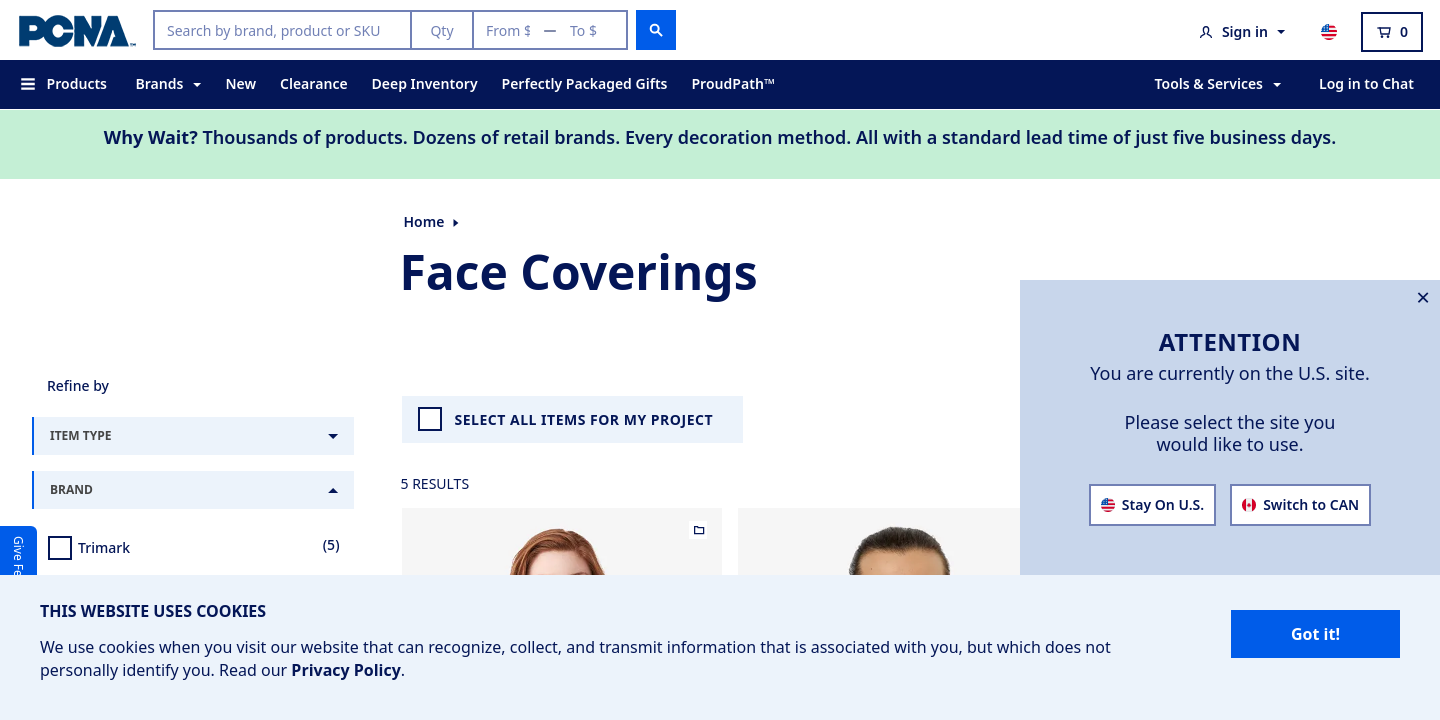 PCNA™
Search by brand, product or SKU
Qty
From $
—
To $
Sign in
0
Products
Brands
New
Clearance
Deep Inventory
Perfectly Packaged Gifts
ProudPath™
Tools & Services
Log in to Chat
Why Wait? Thousands of products. Dozens of retail brands. Every decoration method. All with a standard lead time of just five business days.
Home
Face Coverings
ATTENTION
You are currently on the U.S. site.
Please select the site you
would like to use.
Stay On U.S.
Switch to CAN
Refine by
ITEM TYPE
BRAND
Trimark
(5)
SELECT ALL ITEMS FOR MY PROJECT
5 RESULTS
Give
THIS WEBSITE USES COOKIES
We use cookies when you visit our website that can recognize, collect, and transmit information that is associated with you, but which does not
personally identify you. Read our Privacy Policy.
Got it!